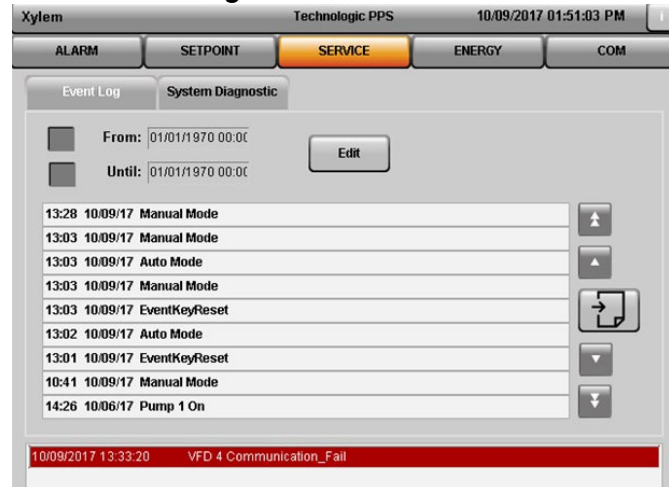 Xylem Technologic PPS 10/09/2017 01:51:03 PM
ALARM SETPOINT SERVICE ENERGY COM
Event Log System Diagnostic
From: 01/01/1970 00:00
Edit
Until: 01/01/1970 00:00
13:28 10/09/17 Manual Mode
13:03 10/09/17 Manual Mode
13:03 10/09/17 Auto Mode
13:03 10/09/17 Manual Mode
13:03 10/09/17 EventKeyReset
13:02 10/09/17 Auto Mode
13:01 10/09/17 EventKeyReset
10:41 10/09/17 Manual Mode
14:26 10/06/17 Pump 1 On
10/09/2017 13:33:20 VFD 4 Communication_Fail